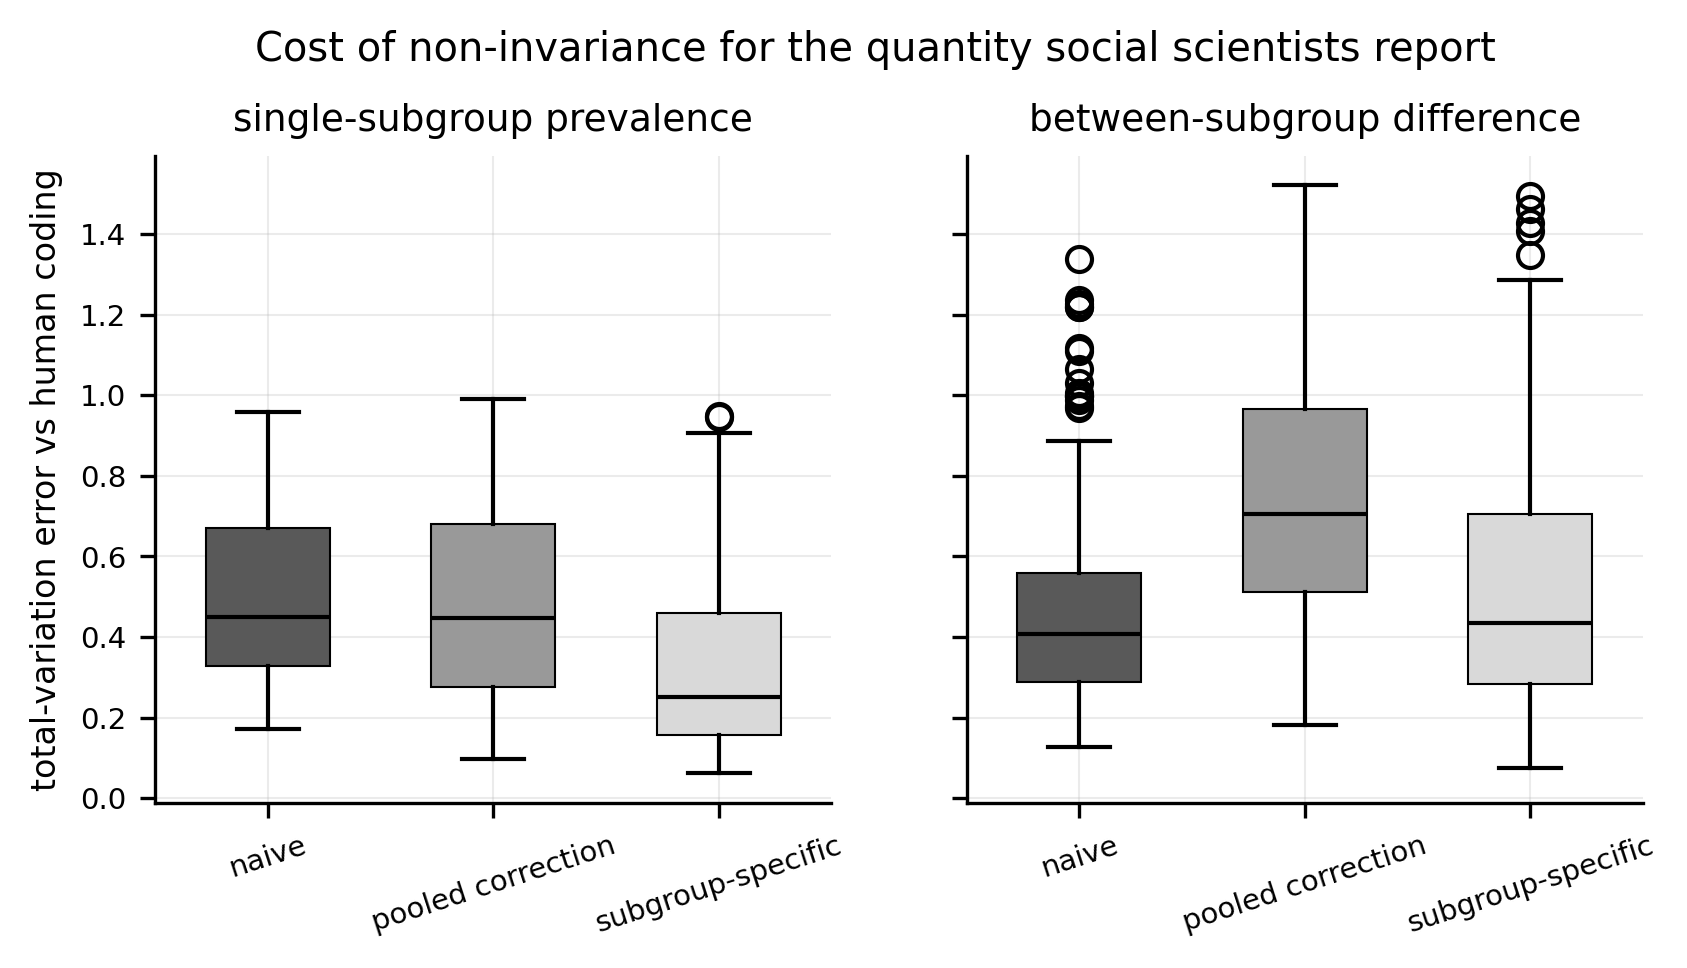 Cost of non-invariance for the quantity social scientists report
single-subgroup prevalence
between-subgroup difference
total-variation error vs human coding
1.4
1.2
1.0
0.8
0.6
0.4
0.2
0.0
naive
pooled correction
subgroup-specific
naive
pooled correction
subgroup-specific